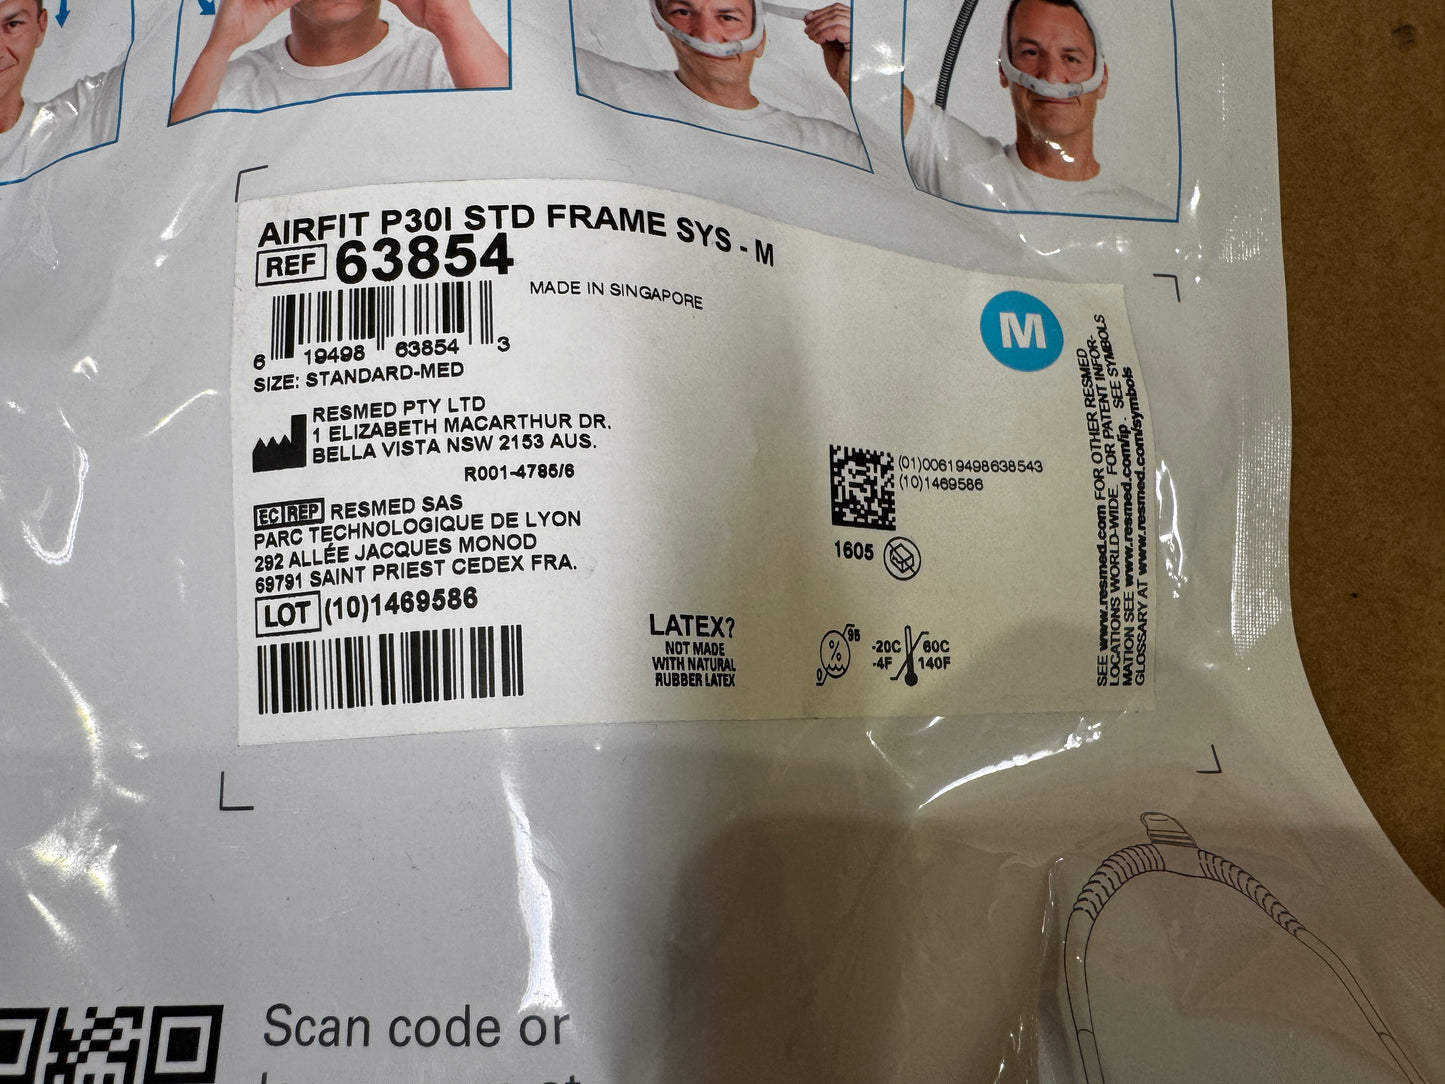 AIRFIT P30I STD FRAME SYS - M
REF 63854
MADE IN SINGAPORE
6 19498 63854 3
SIZE: STANDARD-MED
M
RESMED PTY LTD
1 ELIZABETH MACARTHUR DR.
BELLA VISTA NSW 2153 AUS.
R001-4785/6
EC REP RESMED SAS
PARC TECHNOLOGIQUE DE LYON
292 ALLÉE JACQUES MONOD
69791 SAINT PRIEST CEDEX FRA.
LOT (10)1469586
(01)00619498638543
(10)1469586
1605
LATEX?
NOT MADE
WITH NATURAL
RUBBER LATEX
95
%
0
-20C 60C
-4F 140F
SEE www.resmed.com FOR OTHER RESMED
LOCATIONS WORLD-WIDE. FOR PATENT INFOR-
MATION SEE www.resmed.com/ip . SEE SYMBOLS
GLOSSARY AT www.resmed.com/symbols
Scan code or